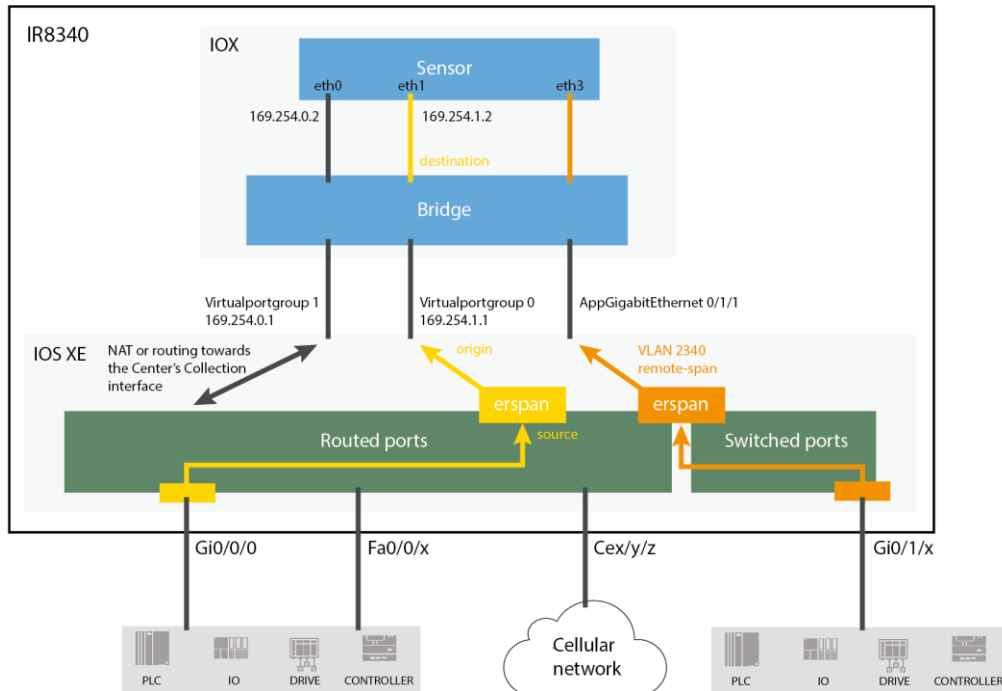 IR8340
IOX
Sensor
eth0
eth1
eth3
169.254.0.2
169.254.1.2
destination
Bridge
Virtualportgroup 1
169.254.0.1
Virtualportgroup 0
169.254.1.1
AppGigabitEthernet 0/1/1
IOS XE
NAT or routing towards
the Center's Collection
interface
origin
VLAN 2340
remote-span
erspan
erspan
Routed ports
source
Switched ports
Gi0/0/0
Fa0/0/x
Cex/y/z
Gi0/1/x
Cellular
network
PLC
IO
DRIVE
CONTROLLER
PLC
IO
DRIVE
CONTROLLER